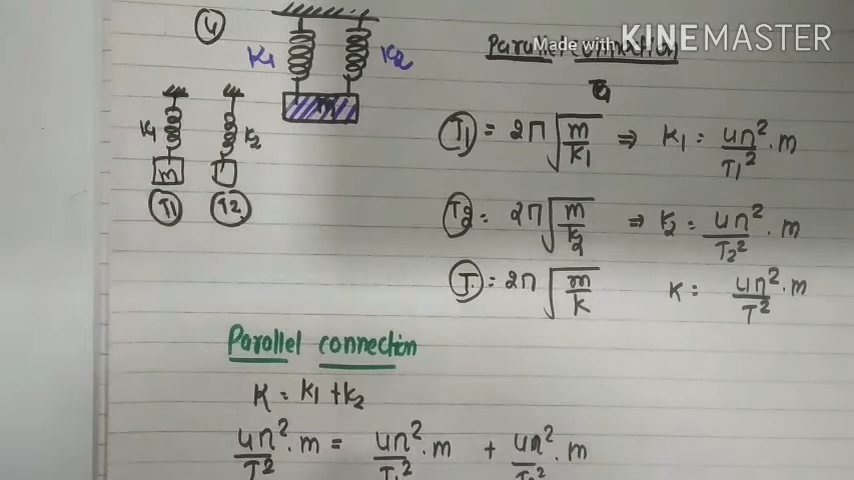 4
K1
K2
m
K1
K2
m
T1
T2
Made with KINEMASTER
Parallel connection
T1 = 2π√(m/K1) ⇒ K1 = 4π²/T1² · m
T2 = 2π√(m/k2) ⇒ k2 = 4π²/T2² · m
T = 2π√(m/K) K = 4π²/T² · m
Parallel connection
K = K1 + K2
4π²/T² · m = 4π²/T1² · m + 4π²/T2² · m